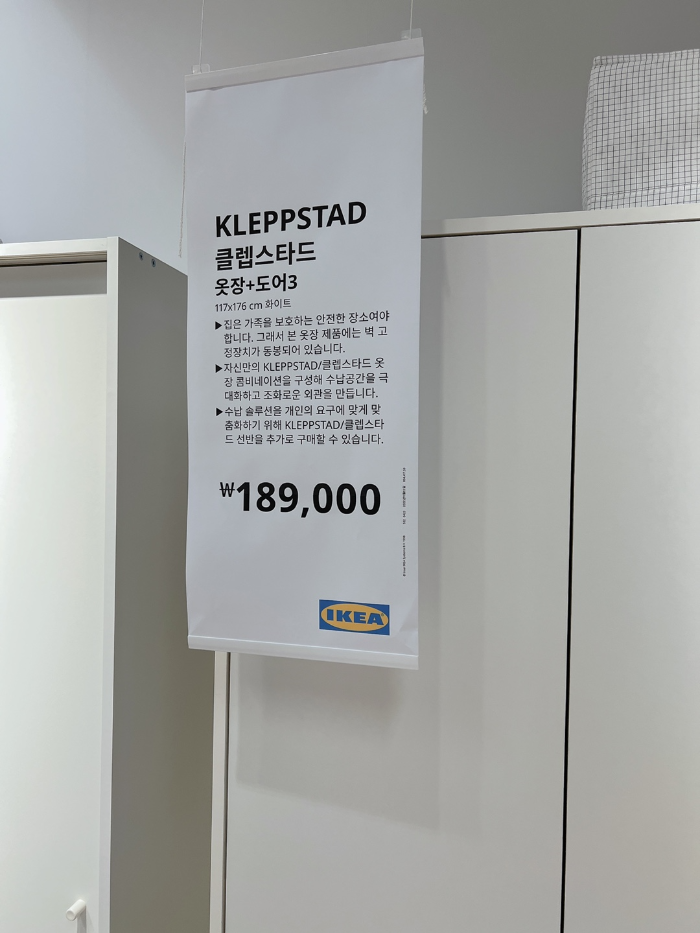 KLEPPSTAD
클렙스타드
옷장+도어3
117x176 cm 화이트
▶집은 가족을 보호하는 안전한 장소여야
합니다. 그래서 본 옷장 제품에는 벽 고
정장치가 동봉되어 있습니다.
▶자신만의 KLEPPSTAD/클렙스타드 옷
장 콤비네이션을 구성해 수납공간을 극
대화하고 조화로운 외관을 만듭니다.
▶수납 솔루션을 개인의 요구에 맞게 맞
춤화하기 위해 KLEPPSTAD/클렙스타
드 선반을 추가로 구매할 수 있습니다.
₩189,000
IKEA